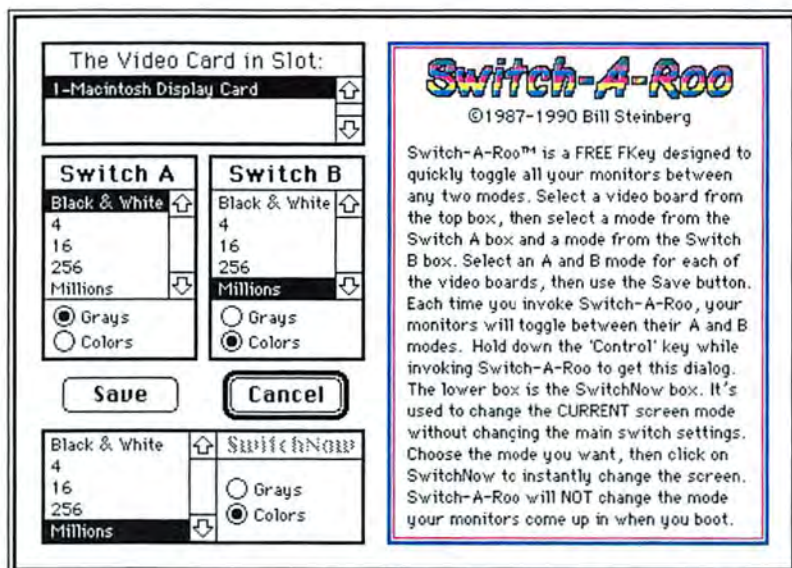 The Video Card in Slot:
1-Macintosh Display Card
Switch A
Black & White
4
16
256
Millions
Grays
Colors
Switch B
Black & White
4
16
256
Millions
Grays
Colors
Save
Cancel
Black & White
4
16
256
Millions
SwitchNow
Grays
Colors
Switch-A-Roo
©1987-1990 Bill Steinberg
Switch-A-Roo™ is a FREE FKey designed to
quickly toggle all your monitors between
any two modes. Select a video board from
the top box, then select a mode from the
Switch A box and a mode from the Switch
B box. Select an A and B mode for each of
the video boards, then use the Save button.
Each time you invoke Switch-A-Roo, your
monitors will toggle between their A and B
modes. Hold down the 'Control' key while
invoking Switch-A-Roo to get this dialog.
The lower box is the SwitchNow box. It's
used to change the CURRENT screen mode
without changing the main switch settings.
Choose the mode you want, then click on
SwitchNow to instantly change the screen.
Switch-A-Roo will NOT change the mode
your monitors come up in when you boot.